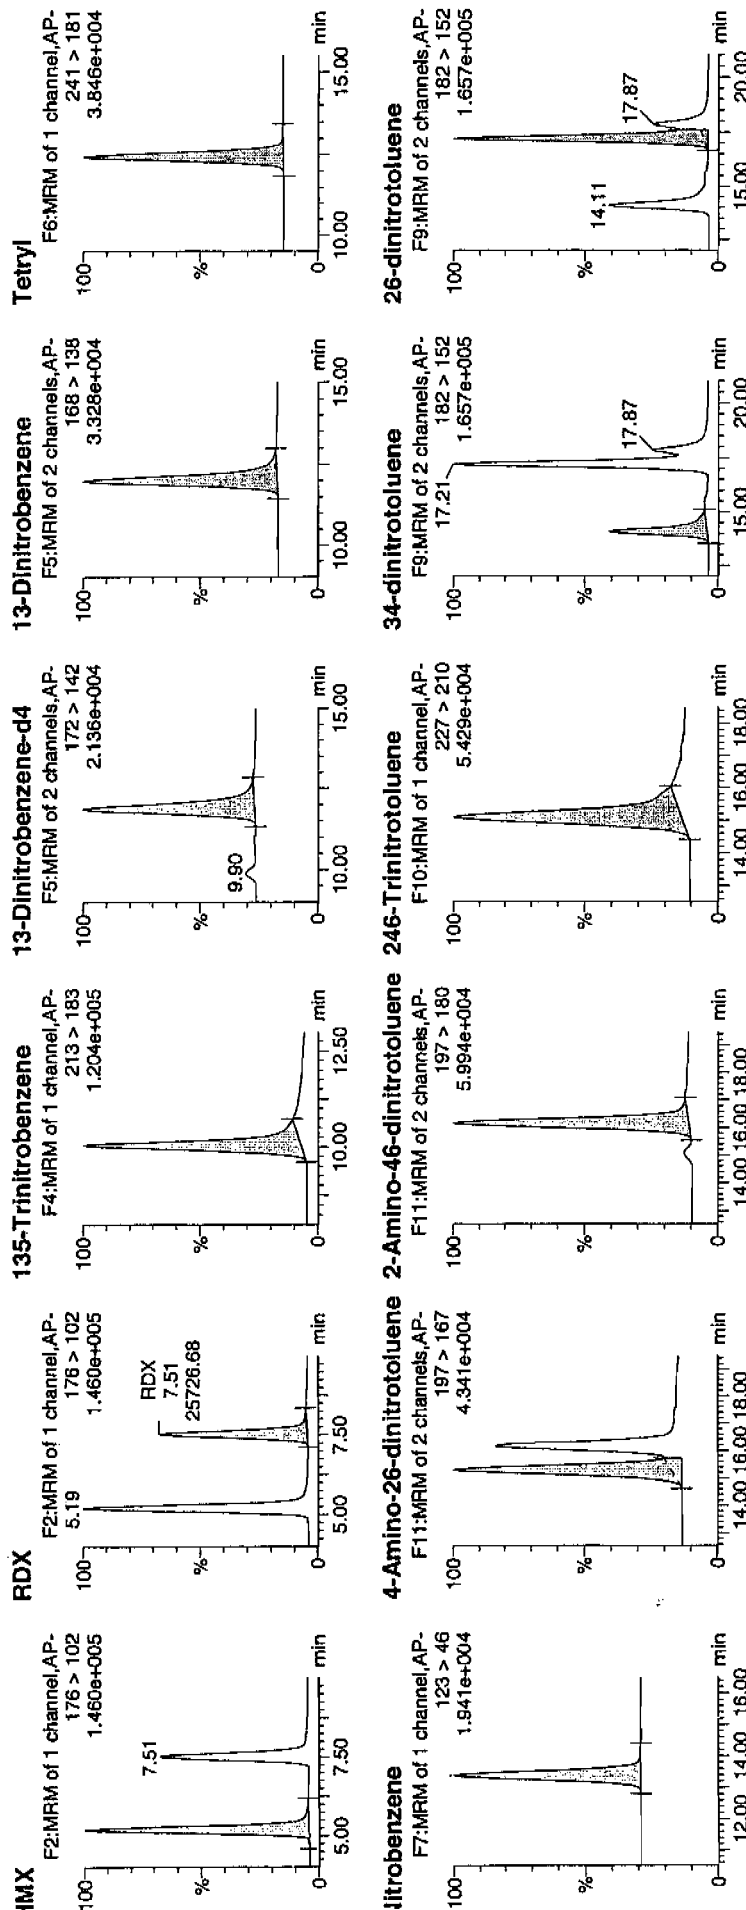 HMX
F2:MRM of 1 channel,AP-
176 > 102
1.460e+005
100
%
0
7.51
5.00
7.50
min
RDX
F2:MRM of 1 channel,AP-
5.19
176 > 102
1.460e+005
100
%
0
RDX
7.51
25726.68
5.00
7.50
min
135-Trinitrobenzene
F4:MRM of 1 channel,AP-
213 > 183
1.204e+005
100
%
0
10.00
12.50
min
13-Dinitrobenzene-d4
F5:MRM of 2 channels,AP-
172 > 142
2.136e+004
100
%
0
9.90
10.00
15.00
min
13-Dinitrobenzene
F5:MRM of 2 channels,AP-
168 > 138
3.328e+004
100
%
0
10.00
15.00
min
Tetryl
F6:MRM of 1 channel,AP-
241 > 181
3.846e+004
100
%
0
10.00
15.00
min
Nitrobenzene
F7:MRM of 1 channel,AP-
123 > 46
1.941e+004
100
%
0
12.00
14.00
16.00
min
4-Amino-26-dinitrotoluene
F11:MRM of 2 channels,AP-
197 > 167
4.341e+004
100
%
0
14.00
16.00
18.00
min
2-Amino-46-dinitrotoluene
F11:MRM of 2 channels,AP-
197 > 180
5.994e+004
100
%
0
14.00
16.00
18.00
min
246-Trinitrotoluene
F10:MRM of 1 channel,AP-
227 > 210
5.429e+004
100
%
0
14.00
16.00
18.00
min
34-dinitrotoluene
F9:MRM of 2 channels,AP-
17.21
182 > 152
1.657e+005
100
%
0
17.87
15.00
20.00
min
26-dinitrotoluene
F9:MRM of 2 channels,AP-
182 > 152
1.657e+005
100
%
0
14.11
17.87
15.00
20.00
min